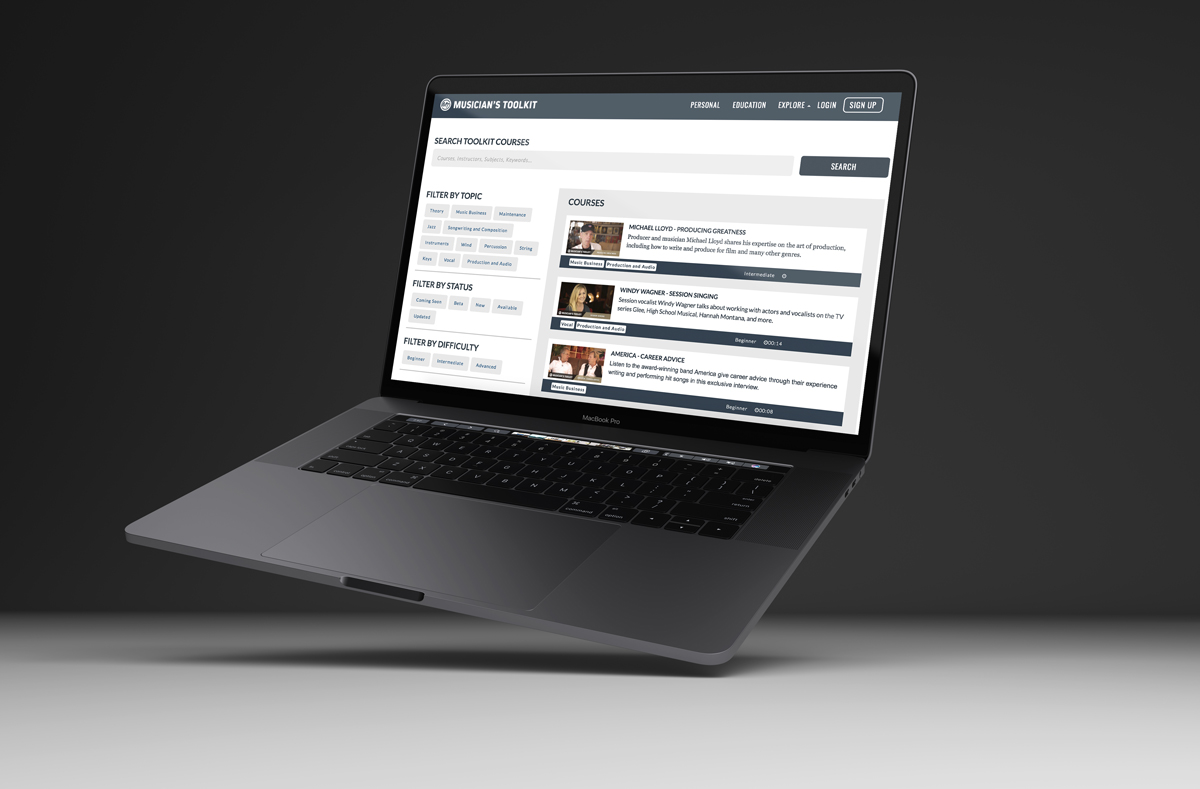 MUSICIAN'S TOOLKIT
PERSONAL EDUCATION EXPLORE LOGIN SIGN UP
SEARCH TOOLKIT COURSES
Courses, Instructors, Subjects, Keywords...
SEARCH
FILTER BY TOPIC
Theory Music Business Maintenance
Jazz Songwriting and Composition
Instruments Wind Percussion String
Keys Vocal Production and Audio
FILTER BY STATUS
Coming Soon Beta New Available
Updated
FILTER BY DIFFICULTY
Beginner Intermediate Advanced
COURSES
MICHAEL LLOYD - PRODUCING GREATNESS
Producer and musician Michael Lloyd shares his expertise on the art of production,
including how to write and produce for film and many other genres.
Music Business Production and Audio
Intermediate
WINDY WAGNER - SESSION SINGING
Session vocalist Windy Wagner talks about working with actors and vocalists on the TV
series Glee, High School Musical, Hannah Montana, and more.
Vocal Production and Audio
Beginner 00:14
AMERICA - CAREER ADVICE
Listen to the award-winning band America give career advice through their experience
writing and performing hit songs in this exclusive interview.
Music Business
Beginner 00:08
MacBook Pro
delete
return
shift
command
option